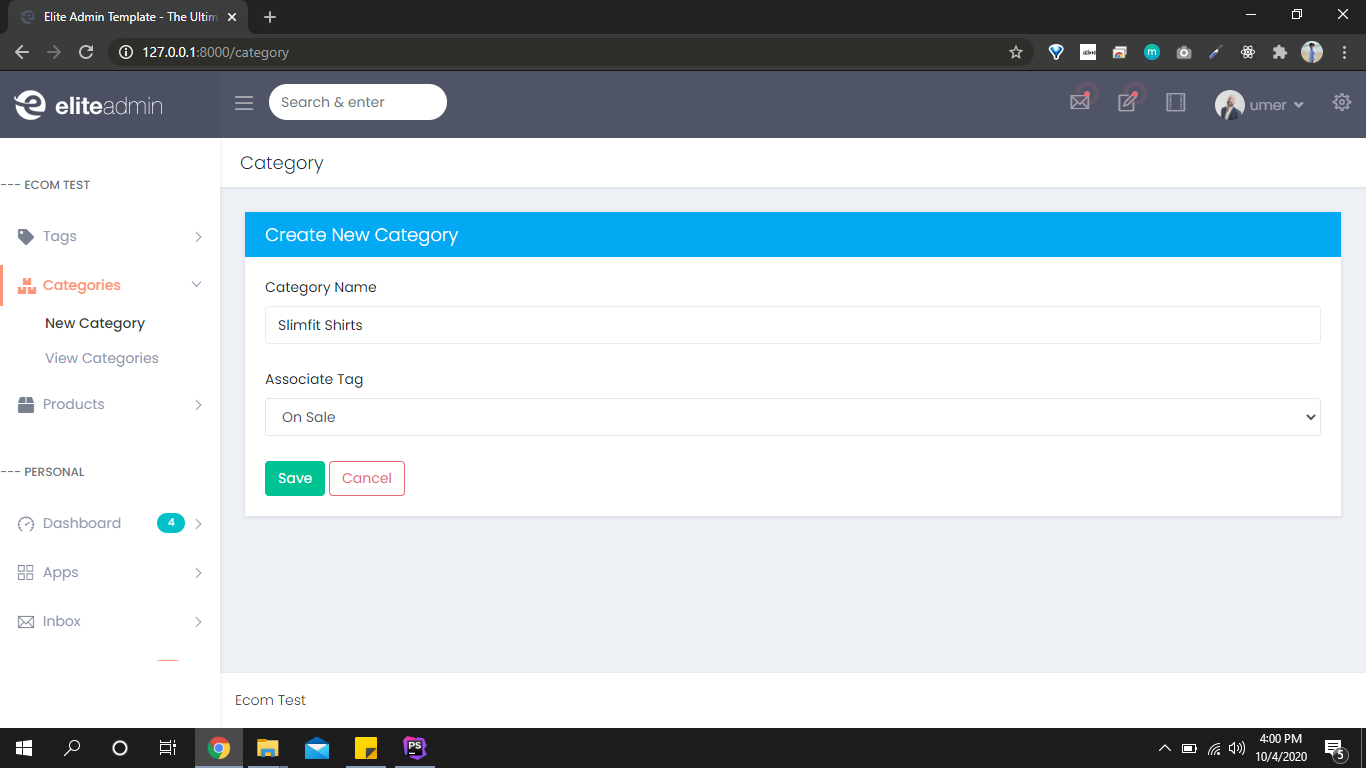 Elite Admin Template - The Ultim
127.0.0.1:8000/category
eliteadmin
Search & enter
umer
Category
--- ECOM TEST
Tags
Categories
New Category
View Categories
Products
--- PERSONAL
Dashboard
4
Apps
Inbox
Create New Category
Category Name
Slimfit Shirts
Associate Tag
On Sale
Save
Cancel
Ecom Test
PS
4:00 PM
10/4/2020
5